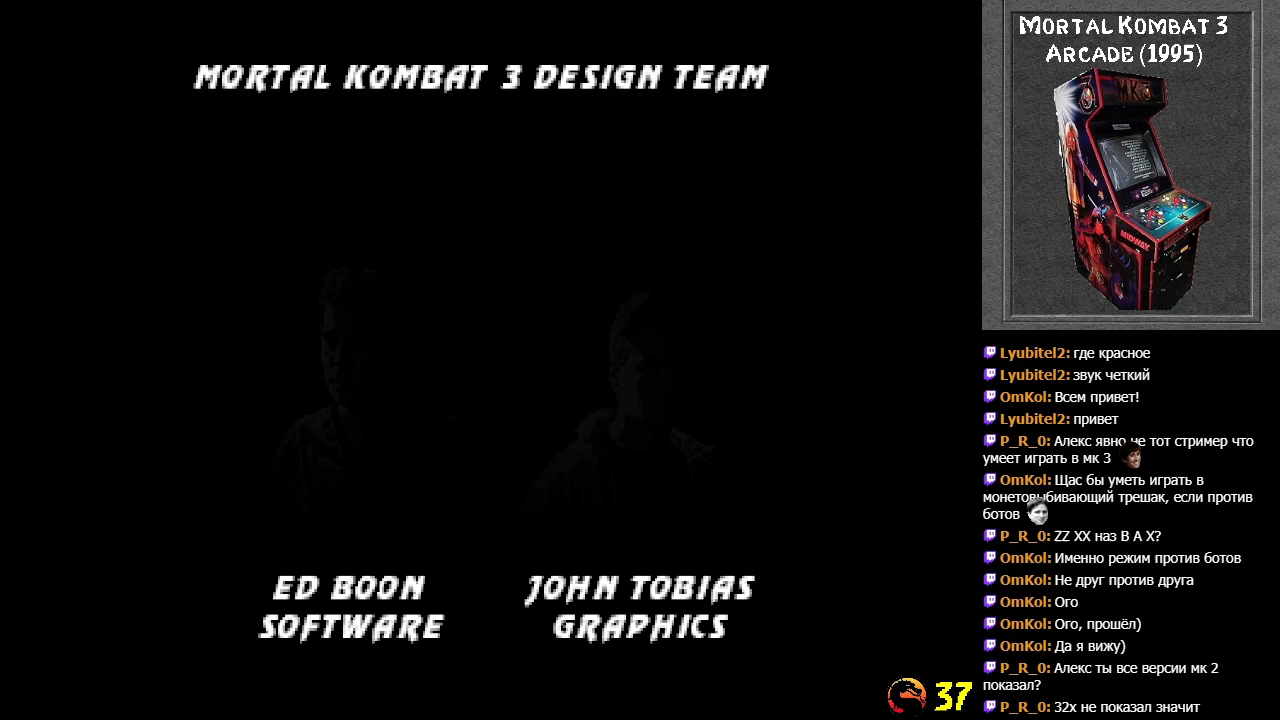 MORTAL KOMBAT 3 DESIGN TEAM
ED BOON
SOFTWARE
JOHN TOBIAS
GRAPHICS
37
MORTAL KOMBAT 3
ARCADE (1995)
MK3
MIDWAY
Lyubitel2: где красное
Lyubitel2: звук четкий
OmKol: Всем привет!
Lyubitel2: привет
P_R_0: Алекс явно не тот стример что
умеет играть в мк 3
OmKol: Щас бы уметь играть в
монетовыбивающий трешак, если против
ботов
P_R_0: ZZ XX наз B A X?
OmKol: Именно режим против ботов
OmKol: Не друг против друга
OmKol: Ого
OmKol: Ого, прошёл)
OmKol: Да я вижу)
P_R_0: Алекс ты все версии мк 2
показал?
P_R_0: 32x не показал значит